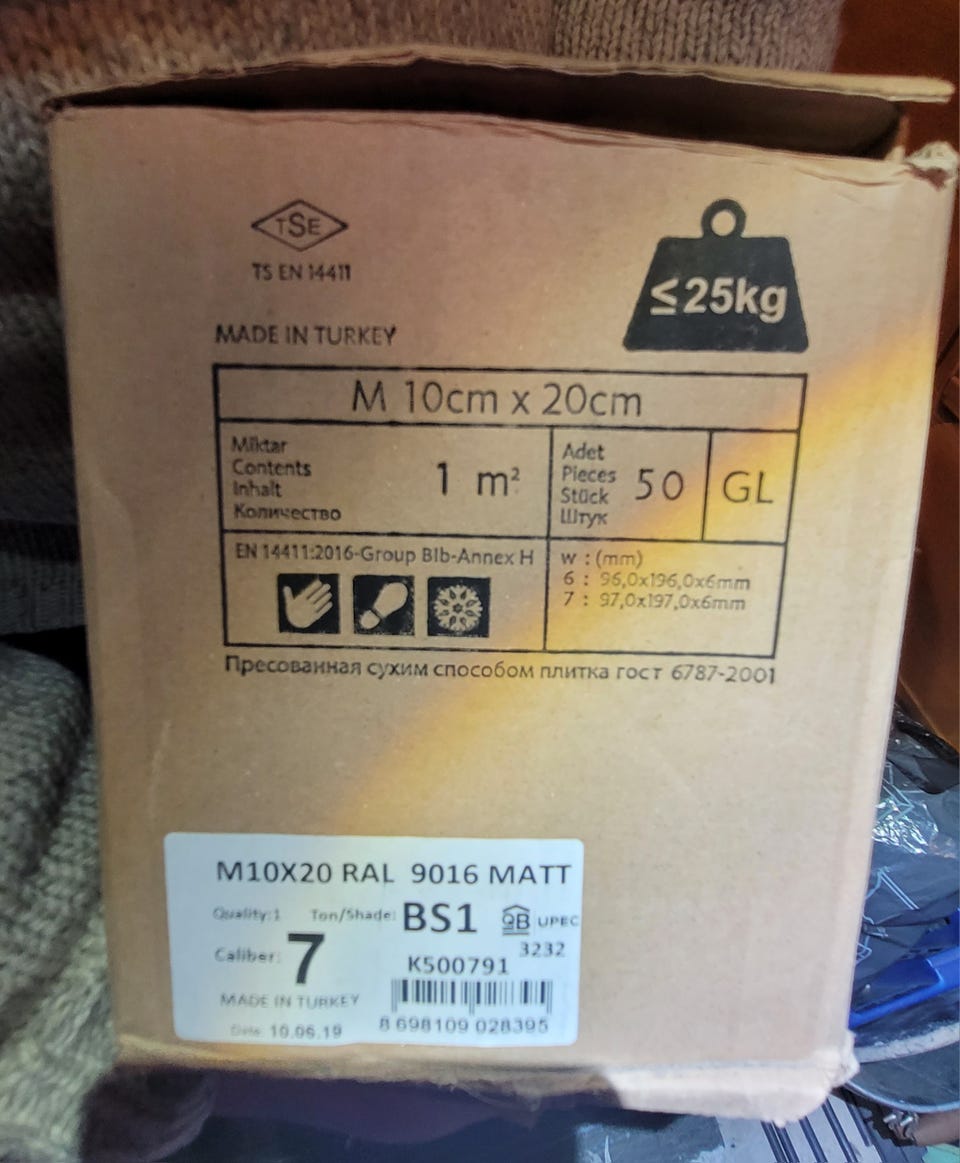 TSE
TS EN 14411
≤25kg
MADE IN TURKEY
M 10cm x 20cm
Miktar
Contents
Inhalt
Количество
1 m²
Adet
Pieces
Stück
Штук
50
GL
EN 14411:2016-Group BIb-Annex H
w : (mm)
6 : 96,0x196,0x6mm
7 : 97,0x197,0x6mm
Пресованная сухим способом плитка гост 6787-2001
M10X20 RAL 9016 MATT
Quality:1 Ton/Shade: BS1 QB UPEC
3232
Caliber: 7
K500791
MADE IN TURKEY
Date: 10.06.19
8 698109 028395